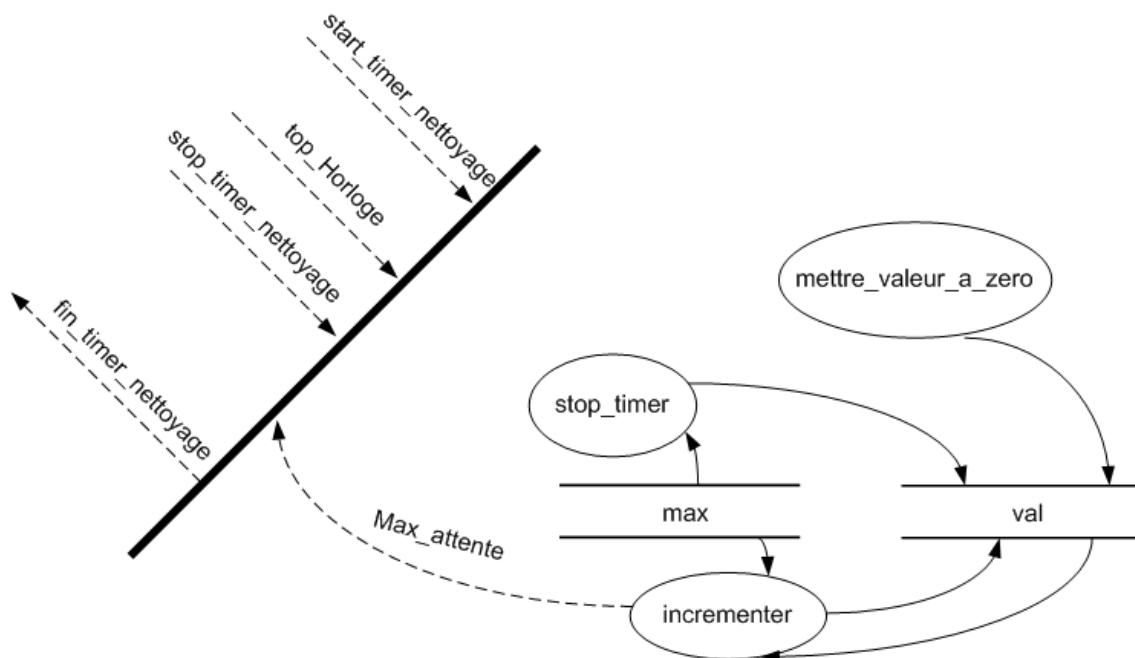 start_timer_nettoyage
top_Horloge
stop_timer_nettoyage
fin_timer_nettoyage
mettre_valeur_a_zero
stop_timer
max
val
Max_attente
incrementer